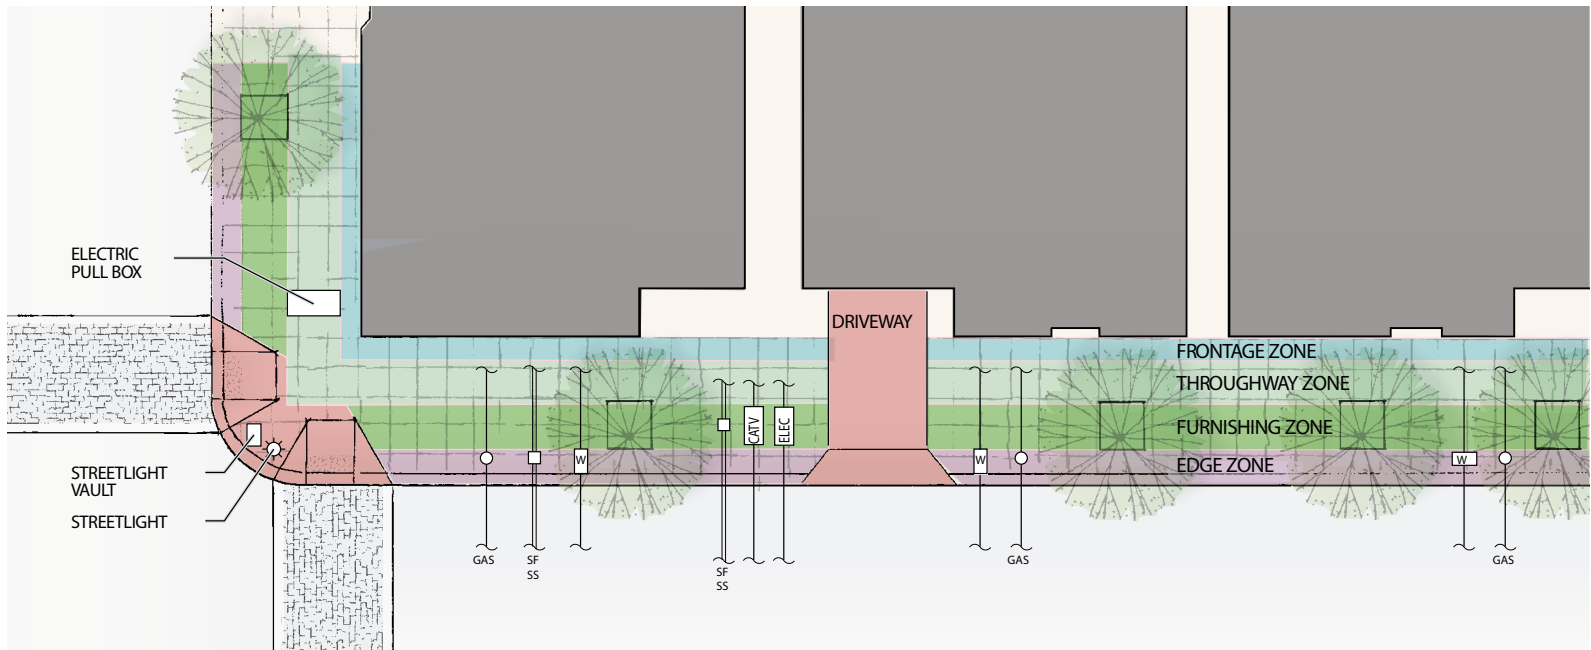 ELECTRIC
PULL BOX
DRIVEWAY
FRONTAGE ZONE
THROUGHWAY ZONE
FURNISHING ZONE
EDGE ZONE
CATV
ELEC
W
W
W
STREETLIGHT
VAULT
STREETLIGHT
GAS
SF
SS
SF
SS
GAS
GAS